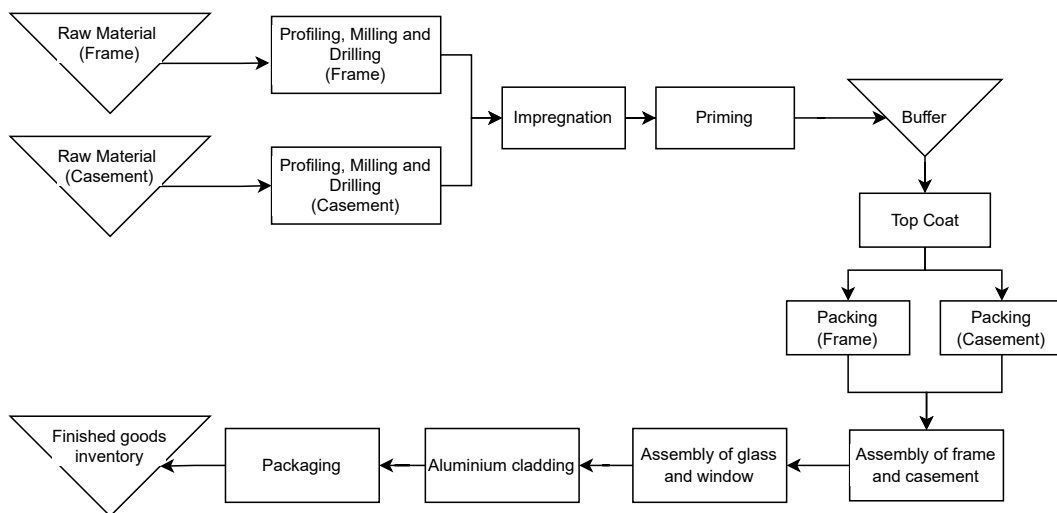 Raw Material
(Frame)
Profiling, Milling and
Drilling
(Frame)
Raw Material
(Casement)
Profiling, Milling and
Drilling
(Casement)
Impregnation
Priming
Buffer
Top Coat
Packing
(Frame)
Packing
(Casement)
Assembly of frame
and casement
Assembly of glass
and window
Aluminium cladding
Packaging
Finished goods
inventory